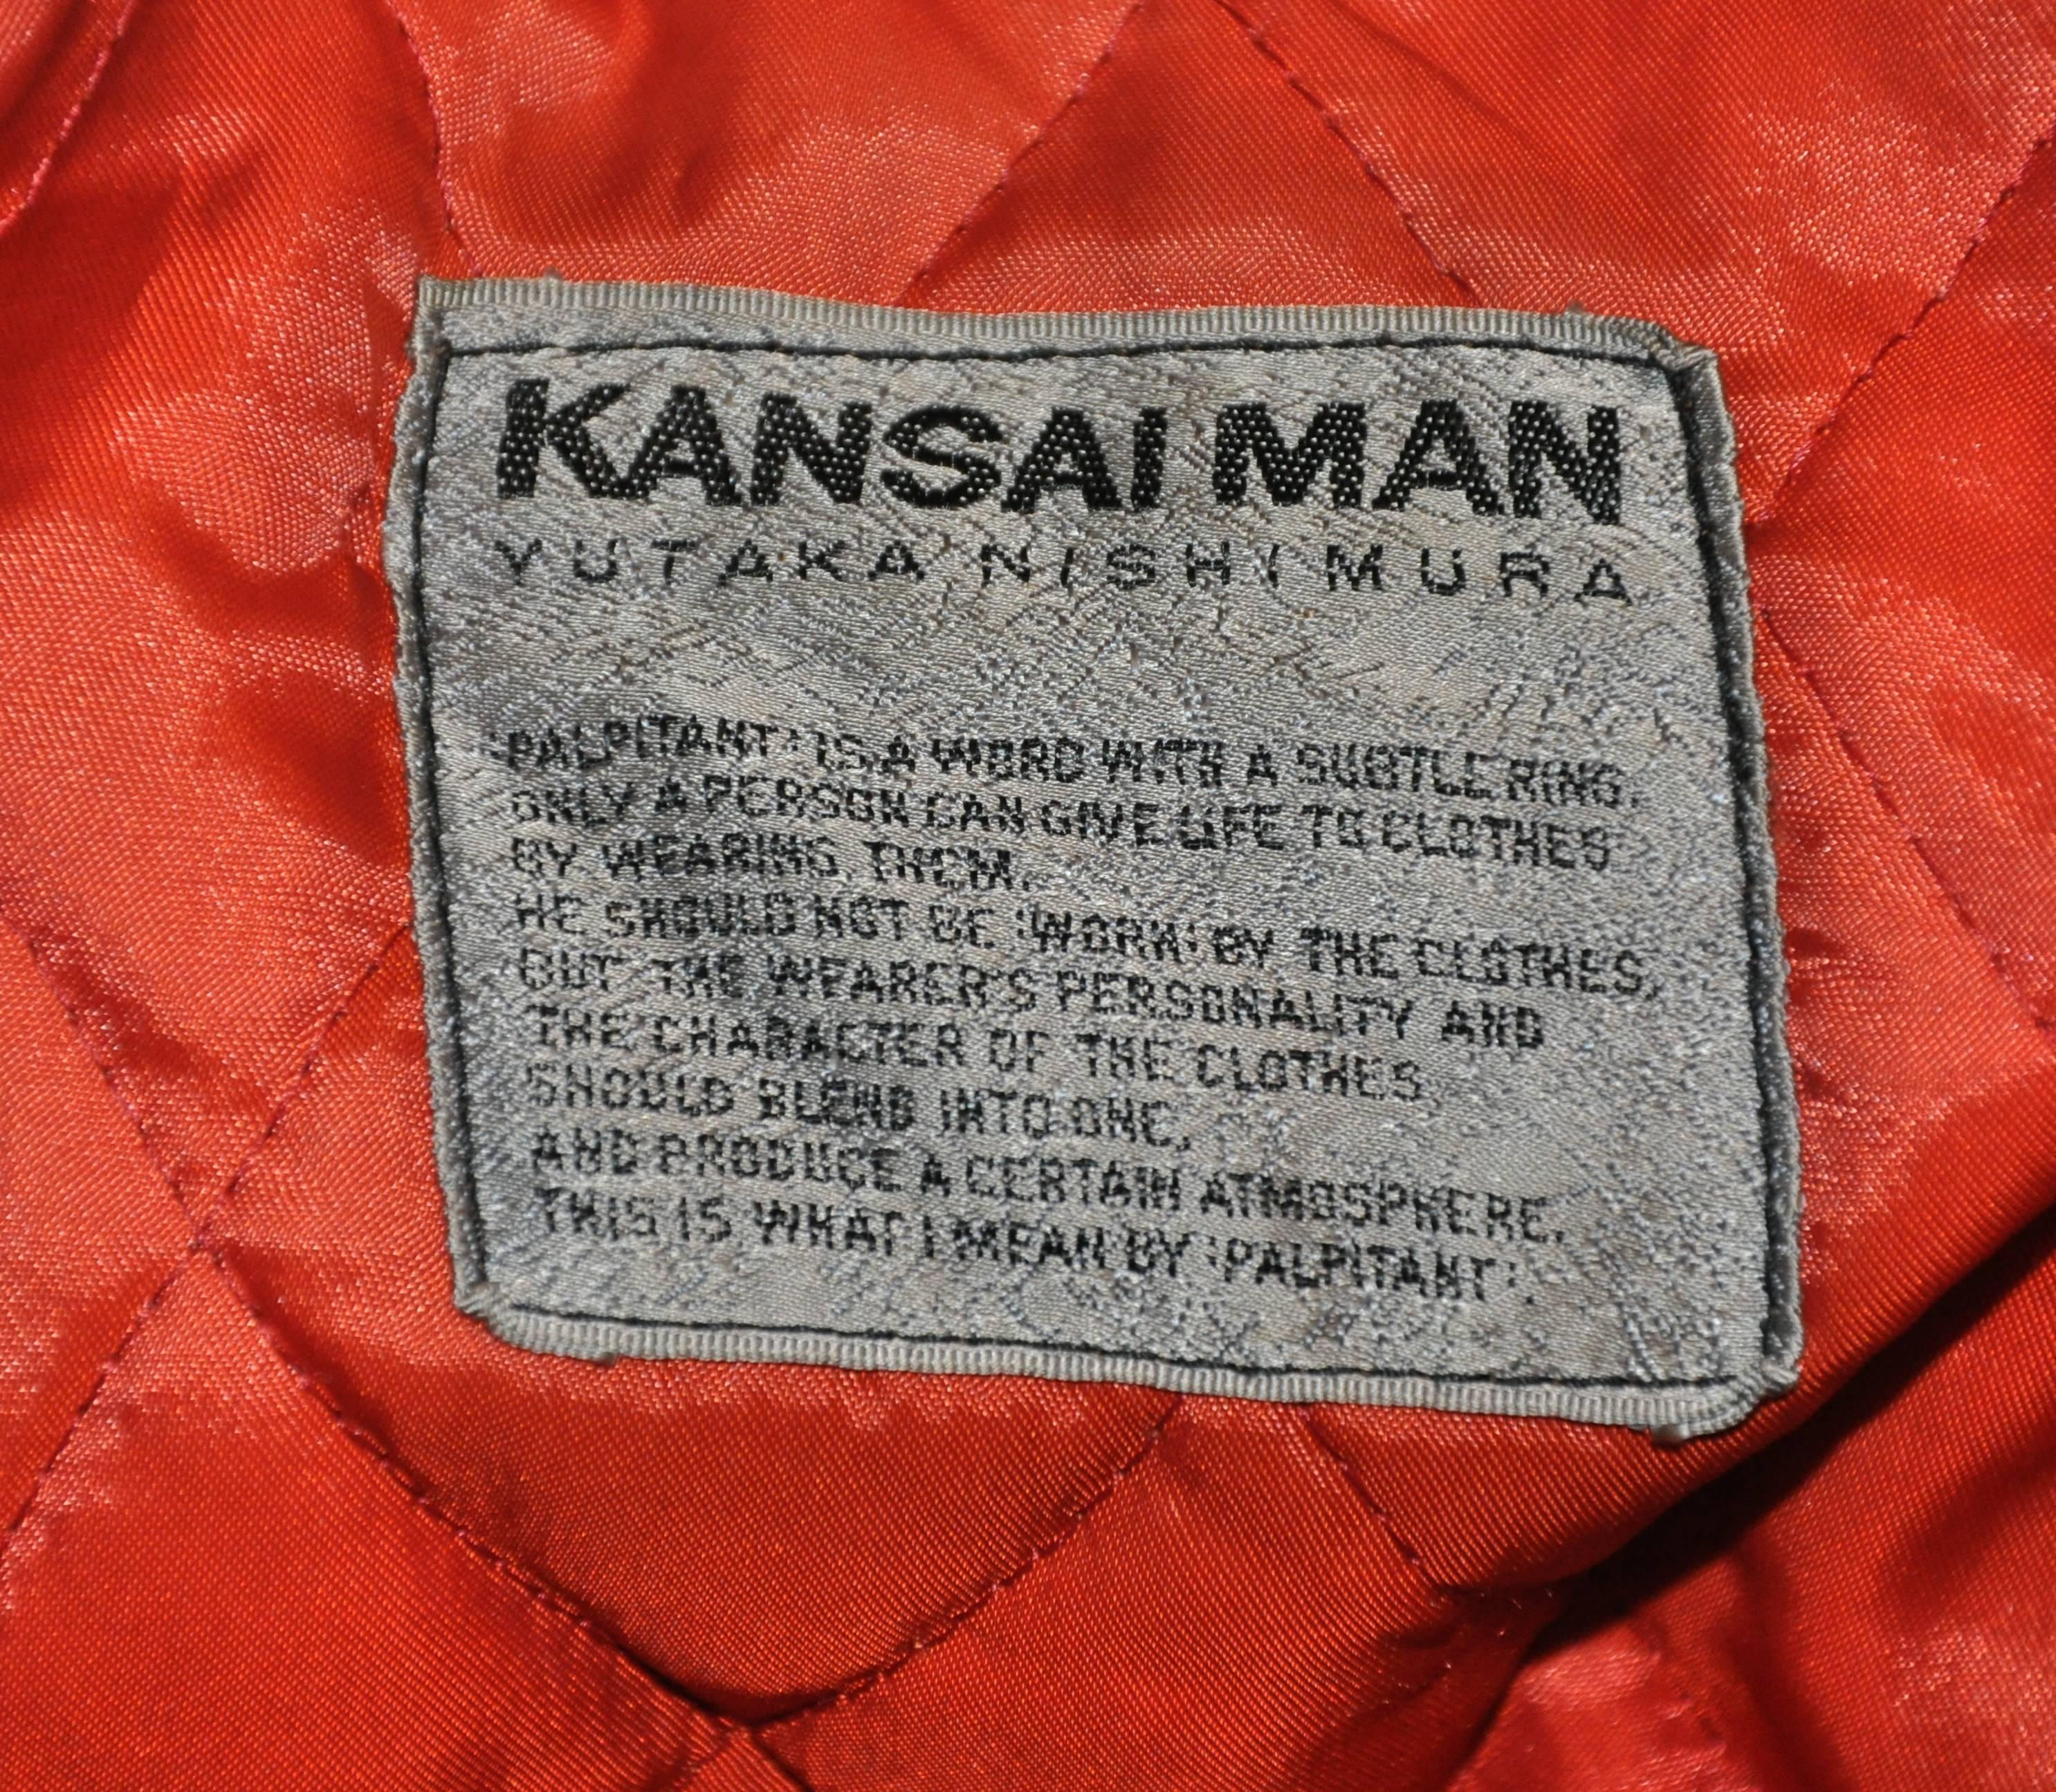 KANSAI MAN
YUTAKA NISHIMURA
'PALPITANT' IS A WORD WITH A SUBTLE RING.
ONLY A PERSON CAN GIVE LIFE TO CLOTHES
BY WEARING THEM.
HE SHOULD NOT BE 'WORN' BY THE CLOTHES,
BUT THE WEARER'S PERSONALITY AND
THE CHARACTER OF THE CLOTHES
SHOULD BLEND INTO ONE,
AND PRODUCE A CERTAIN ATMOSPHERE.
THIS IS WHAT I MEAN BY 'PALPITANT'.